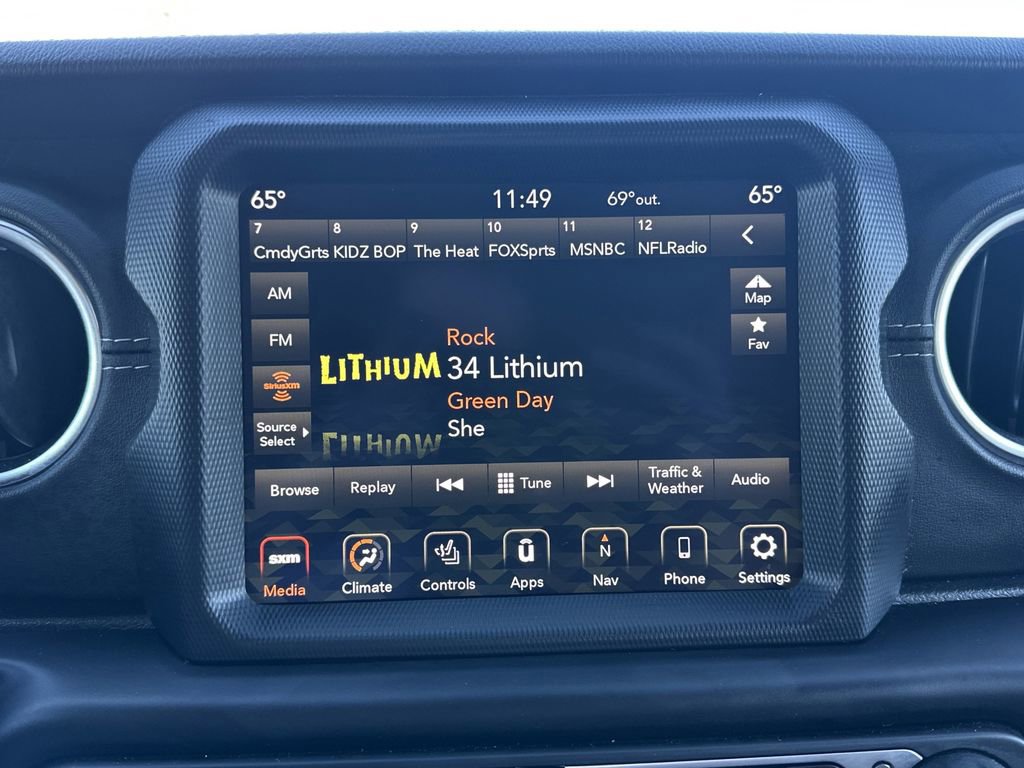 65° 11:49 69°out. 65°
7 8 9 10 11 12
CmdyGrts KIDZ BOP The Heat FOXSprts MSNBC NFLRadio
AM
Map
FM
Fav
Rock
LITHIUM 34 Lithium
SiriusXM
Green Day
Source
Select
She
Browse Replay Tune Traffic &
Weather Audio
sxm N
Media Climate Controls Apps Nav Phone Settings